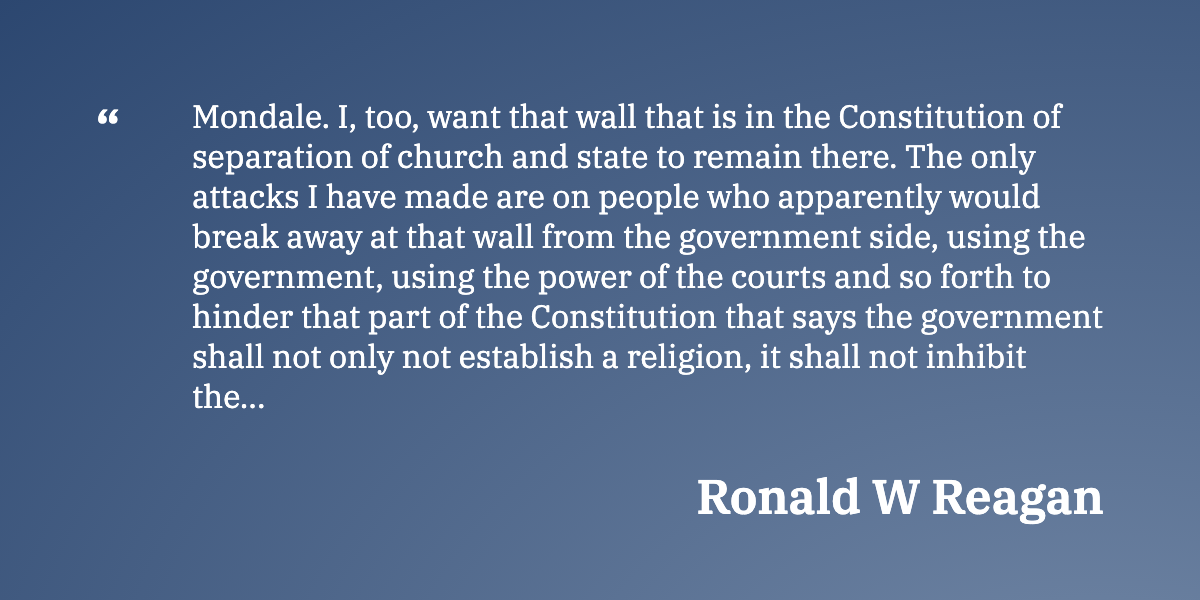 “
Mondale. I, too, want that wall that is in the Constitution of
separation of church and state to remain there. The only
attacks I have made are on people who apparently would
break away at that wall from the government side, using the
government, using the power of the courts and so forth to
hinder that part of the Constitution that says the government
shall not only not establish a religion, it shall not inhibit
the...
Ronald W Reagan